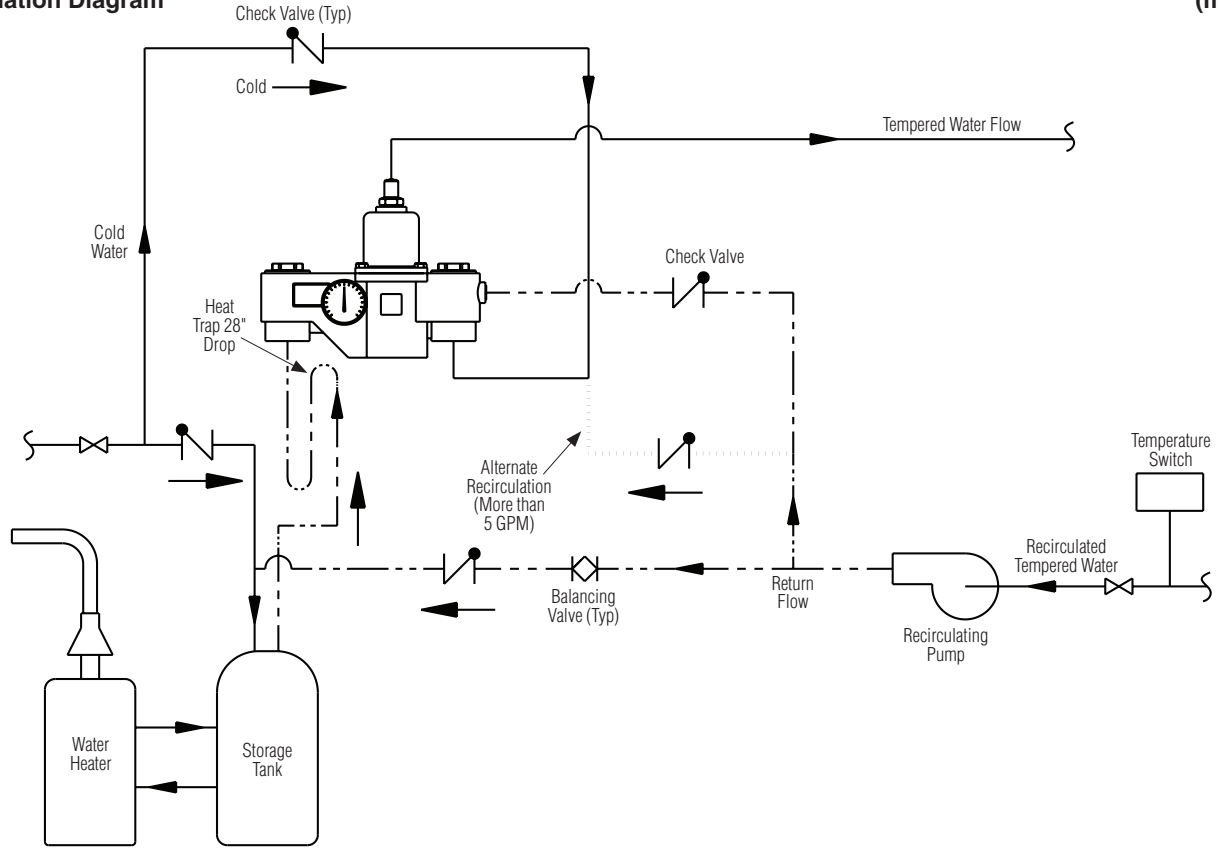 Check Valve (Typ)
Cold
Tempered Water Flow
Cold
Water
Check Valve
Heat
Trap 28"
Drop
Alternate
Recirculation
(More than
5 GPM)
Temperature
Switch
Recirculated
Tempered Water
Balancing
Valve (Typ)
Return
Flow
Recirculating
Pump
Water
Heater
Storage
Tank